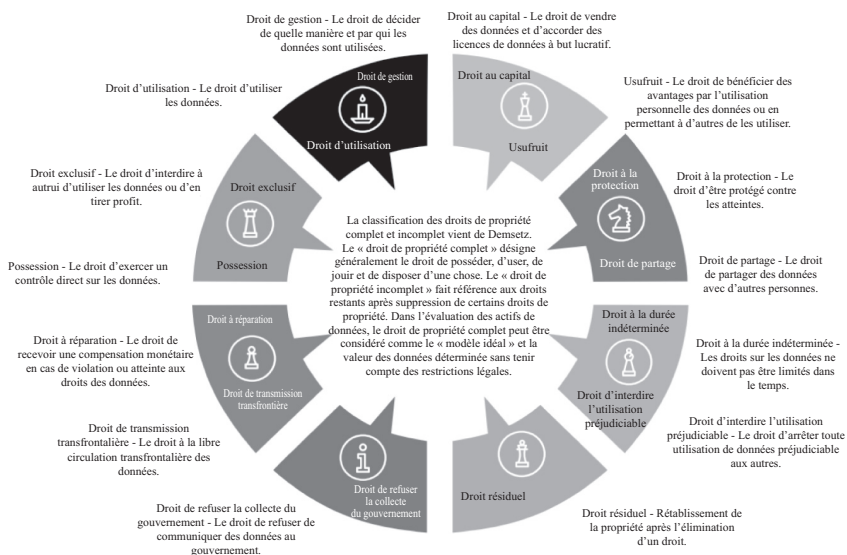 Droit de gestion - Le droit de décider
de quelle manière et par qui les
données sont utilisées.
Droit au capital - Le droit de vendre
des données et d’accorder des
licences de données à but lucratif.
Droit d’utilisation - Le droit d’utiliser
les données.
Droit de gestion
Droit d’utilisation
Droit au capital
Usufruit
Usufruit - Le droit de bénéficier des
avantages par l’utilisation
personnelle des données ou en
permettant à d’autres de les utiliser.
Droit exclusif - Le droit d’interdire à
autrui d’utiliser les données ou d’en
tirer profit.
Droit exclusif
Possession
Droit à la
protection
Droit de partage
Droit à la protection - Le
droit d’être protégé contre
les atteintes.
Possession - Le droit d’exercer un
contrôle direct sur les données.
Droit de partage - Le droit
de partager des données
avec d’autres personnes.
La classification des droits de propriété
complet et incomplet vient de Demsetz.
Le « droit de propriété complet » désigne
généralement le droit de posséder, d’user, de
jouir et de disposer d’une chose. Le « droit de
propriété incomplet » fait référence aux droits
restants après suppression de certains droits de
propriété. Dans l’évaluation des actifs de
données, le droit de propriété complet peut être
considéré comme le « modèle idéal » et la
valeur des données déterminée sans tenir
compte des restrictions légales.
Droit à réparation - Le droit de
recevoir une compensation monétaire
en cas de violation ou atteinte aux
droits des données.
Droit à réparation
Droit de transmission
transfrontière
Droit à la durée
indéterminée
Droit d’interdire
l’utilisation
préjudiciable
Droit à la durée indéterminée -
Les droits sur les données ne
doivent pas être limités dans
le temps.
Droit de transmission
transfrontalière - Le droit à la libre
circulation transfrontalière des
données.
Droit d’interdire l’utilisation
préjudiciable - Le droit d’arrêter toute
utilisation de données préjudiciable
aux autres.
Droit de refuser
la collecte
du gouvernement
Droit résiduel
Droit de refuser la collecte du
gouvernement - Le droit de refuser de
communiquer des données au
gouvernement.
Droit résiduel - Rétablissement de
la propriété après l’élimination
d’un droit.